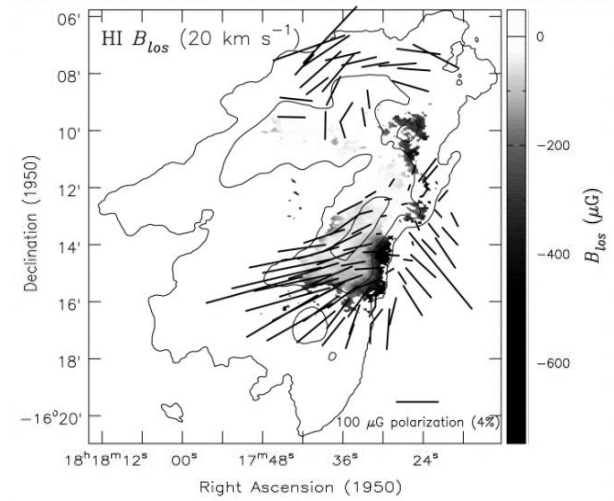 HI B_los (20 km s⁻¹)
06'
08'
10'
12'
14'
16'
18'
−16°20'
Declination (1950)
18ʰ18ᵐ12ˢ 00ˢ 17ᵐ48ˢ 36ˢ 24ˢ
Right Ascension (1950)
100 μG polarization (4%)
0
−200
−400
−600
B_los (μG)